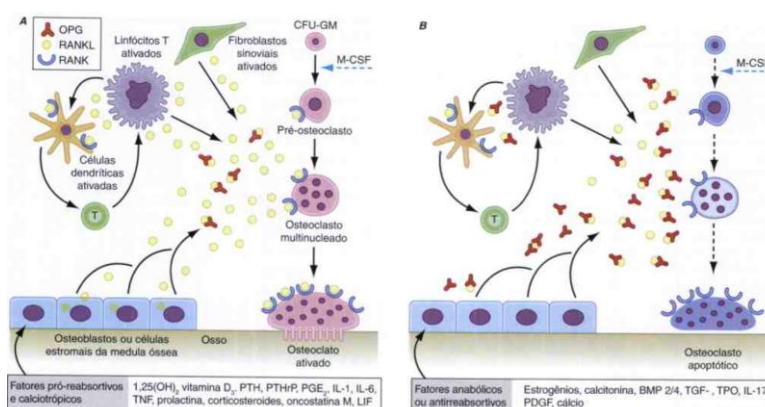 A
OPG
RANKL
RANK
Linfócitos T
ativados
Fibroblastos
sinoviais
ativados
CFU-GM
M-CSF
Pré-osteoclasto
Células
dendríticas
ativadas
T
Osteoclasto
multinucleado
Osteoblastos ou células
estromais da medula óssea
Osso
Osteoclato
ativado
Fatores pró-reabsortivos
e calciotrópicos
1,25(OH)2 vitamina D3, PTH, PTHrP, PGE2, IL-1, IL-6,
TNF, prolactina, corticosteroides, oncostatina M, LIF
B
M-CSF
T
Osteoclasto
apoptótico
Fatores anabólicos
ou antirreabsortivos
Estrogênios, calcitonina, BMP 2/4, TGF- , TPO, IL-17
PDGF, cálcio